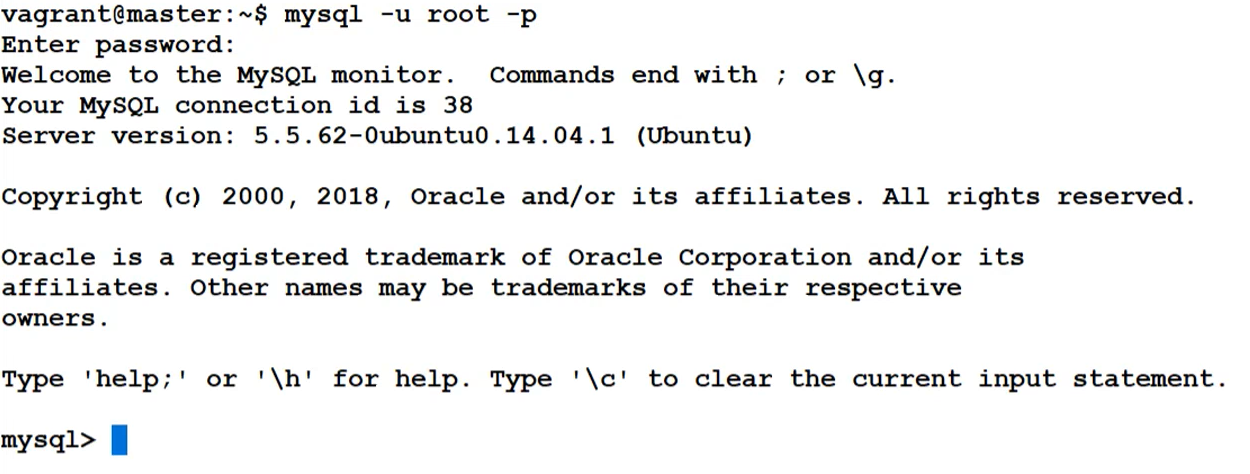 vagrant@master:~$ mysql -u root -p
Enter password:
Welcome to the MySQL monitor.  Commands end with ; or \g.
Your MySQL connection id is 38
Server version: 5.5.62-0ubuntu0.14.04.1 (Ubuntu)

Copyright (c) 2000, 2018, Oracle and/or its affiliates. All rights reserved.

Oracle is a registered trademark of Oracle Corporation and/or its
affiliates. Other names may be trademarks of their respective
owners.

Type 'help;' or '\h' for help. Type '\c' to clear the current input statement.

mysql>